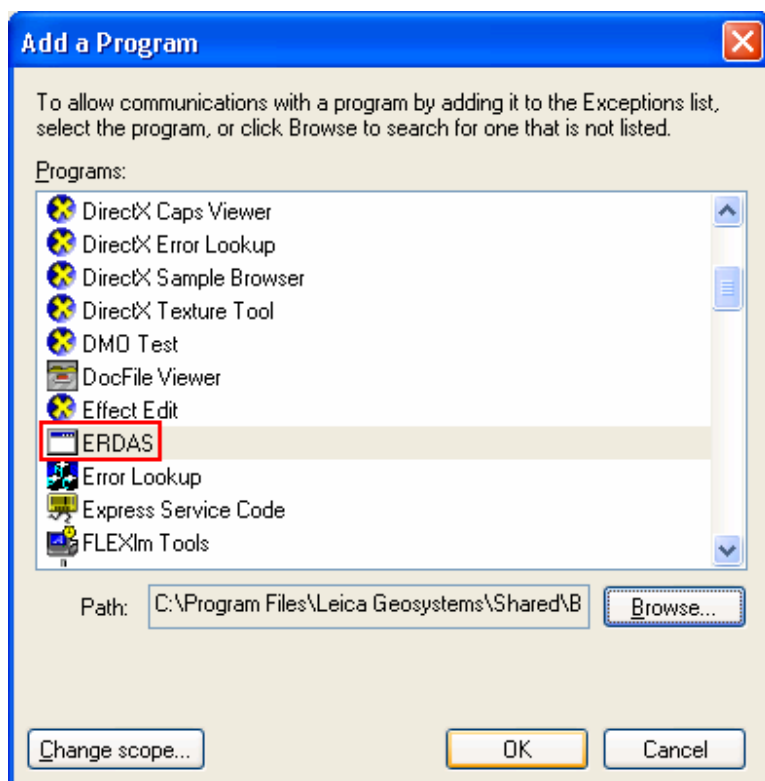 Add a Program
To allow communications with a program by adding it to the Exceptions list,
select the program, or click Browse to search for one that is not listed.
Programs:
DirectX Caps Viewer
DirectX Error Lookup
DirectX Sample Browser
DirectX Texture Tool
DMO Test
DocFile Viewer
Effect Edit
ERDAS
Error Lookup
Express Service Code
FLEXlm Tools
Path: C:\Program Files\Leica Geosystems\Shared\B Browse...
Change scope... OK Cancel